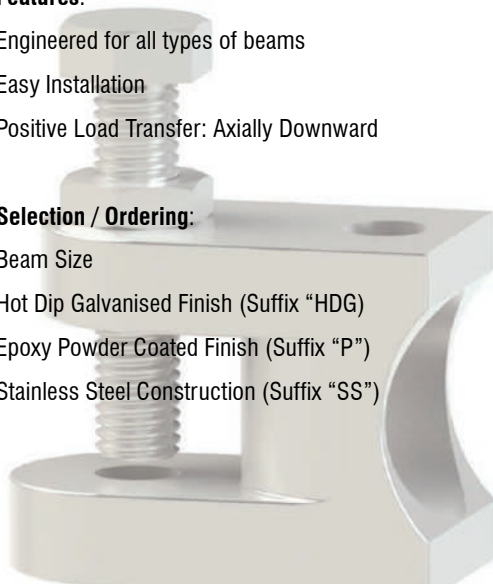 Features:
Engineered for all types of beams
Easy Installation
Positive Load Transfer: Axially Downward
Selection / Ordering:
Beam Size
Hot Dip Galvanised Finish (Suffix “HDG)
Epoxy Powder Coated Finish (Suffix “P”)
Stainless Steel Construction (Suffix “SS”)